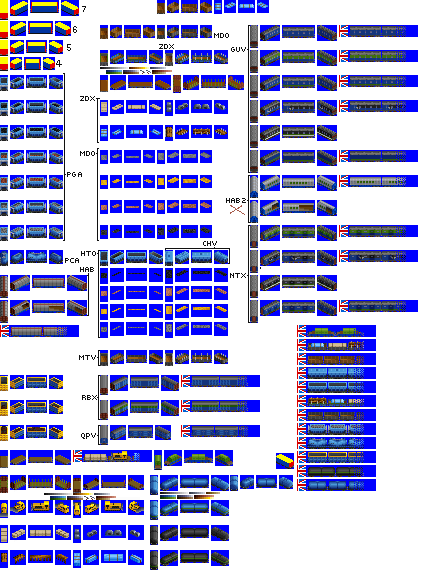 7
6
5
4
MDO
ZDX
GUV
ZDX
MDO
PGA
HAB2
HTO
CHV
PCA
HAB
NTX
MTV
RBX
QPV